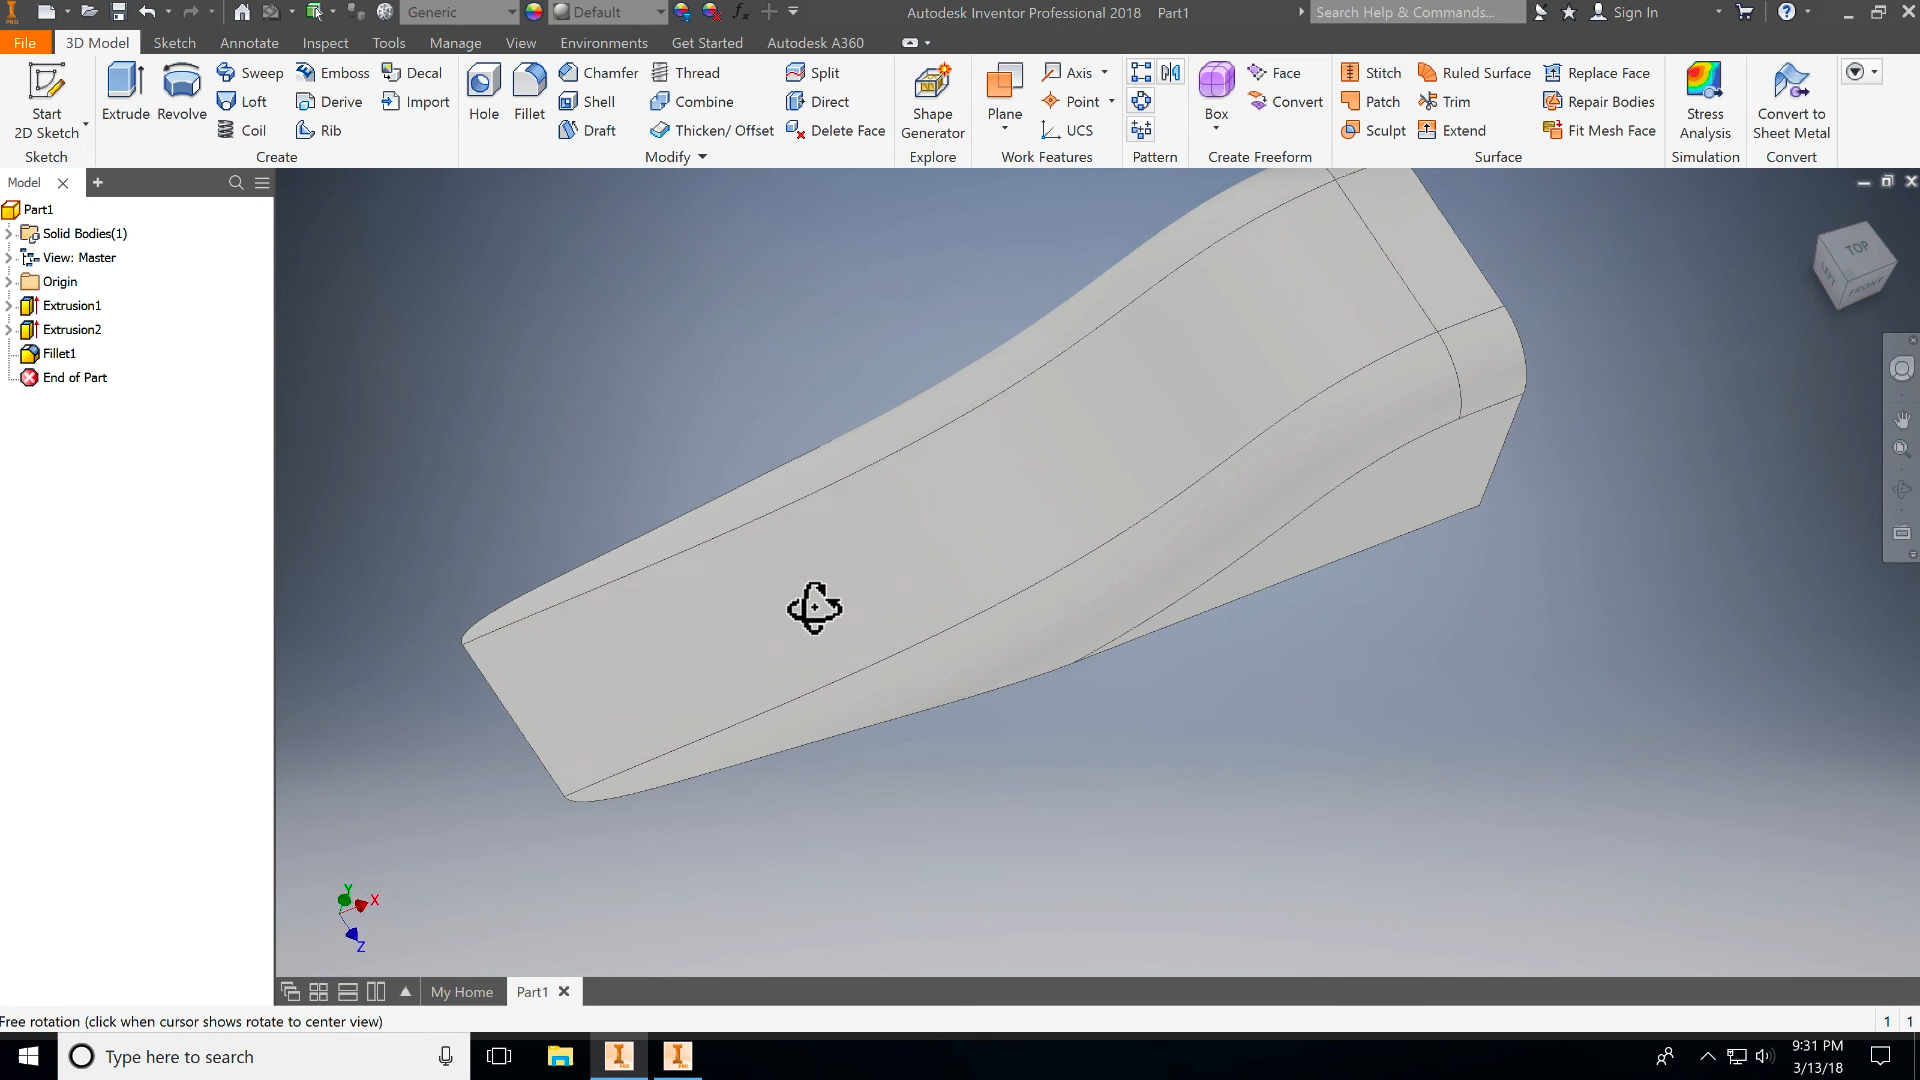 Generic
Default
Autodesk Inventor Professional 2018 Part1
Search Help & Commands...
Sign In
PRO
File
3D Model
Sketch
Annotate
Inspect
Tools
Manage
View
Environments
Get Started
Autodesk A360
Start
2D Sketch
Sketch
Extrude
Revolve
Sweep
Loft
Coil
Emboss
Derive
Rib
Decal
Import
Create
Hole
Fillet
Chamfer
Shell
Draft
Thread
Combine
Thicken/ Offset
Split
Direct
Delete Face
Modify
Shape
Generator
Explore
Plane
Axis
Point
UCS
Work Features
Pattern
Box
Face
Convert
Create Freeform
Stitch
Patch
Sculpt
Ruled Surface
Trim
Extend
Replace Face
Repair Bodies
Fit Mesh Face
Surface
Stress
Analysis
Simulation
Convert to
Sheet Metal
Convert
Model
Part1
Solid Bodies(1)
View: Master
Origin
Extrusion1
Extrusion2
Fillet1
End of Part
TOP
LEFT
FRONT
Y
X
Z
My Home
Part1
Free rotation (click when cursor shows rotate to center view)
1 1
Type here to search
9:31 PM
3/13/18